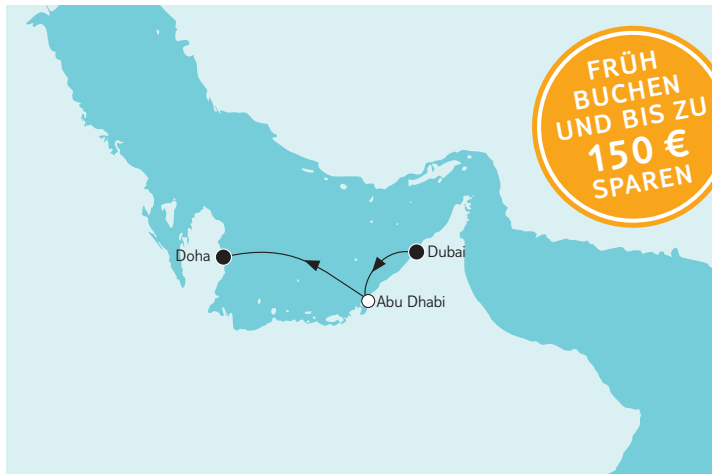 FRÜH
BUCHEN
UND BIS ZU
150 €
SPAREN
Doha
Dubai
Abu Dhabi